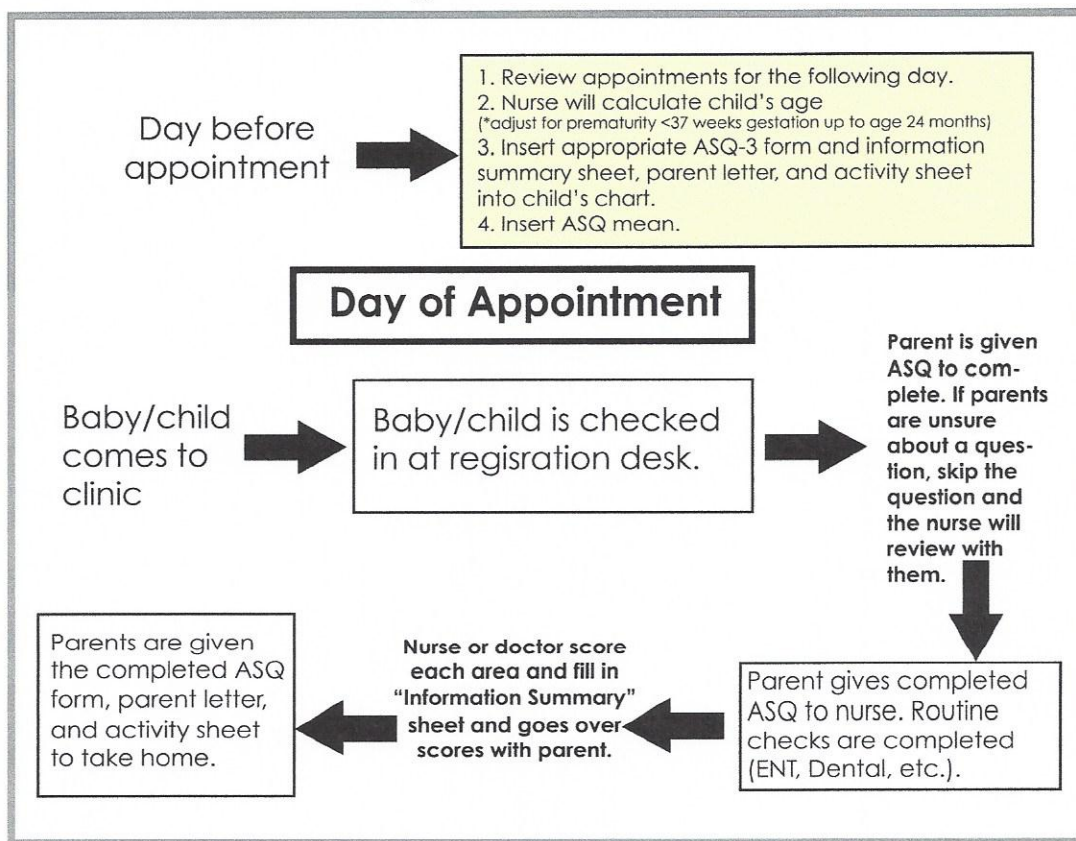 Day before
appointment
1. Review appointments for the following day.
2. Nurse will calculate child's age
(*adjust for prematurity <37 weeks gestation up to age 24 months)
3. Insert appropriate ASQ-3 form and information
summary sheet, parent letter, and activity sheet
into child's chart.
4. Insert ASQ mean.
Day of Appointment
Baby/child
comes to
clinic
Baby/child is checked
in at regisration desk.
Parent is given
ASQ to com-
plete. If parents
are unsure
about a ques-
tion, skip the
question and
the nurse will
review with
them.
Parent gives completed
ASQ to nurse. Routine
checks are completed
(ENT, Dental, etc.).
Nurse or doctor score
each area and fill in
“Information Summary”
sheet and goes over
scores with parent.
Parents are given
the completed ASQ
form, parent letter,
and activity sheet
to take home.